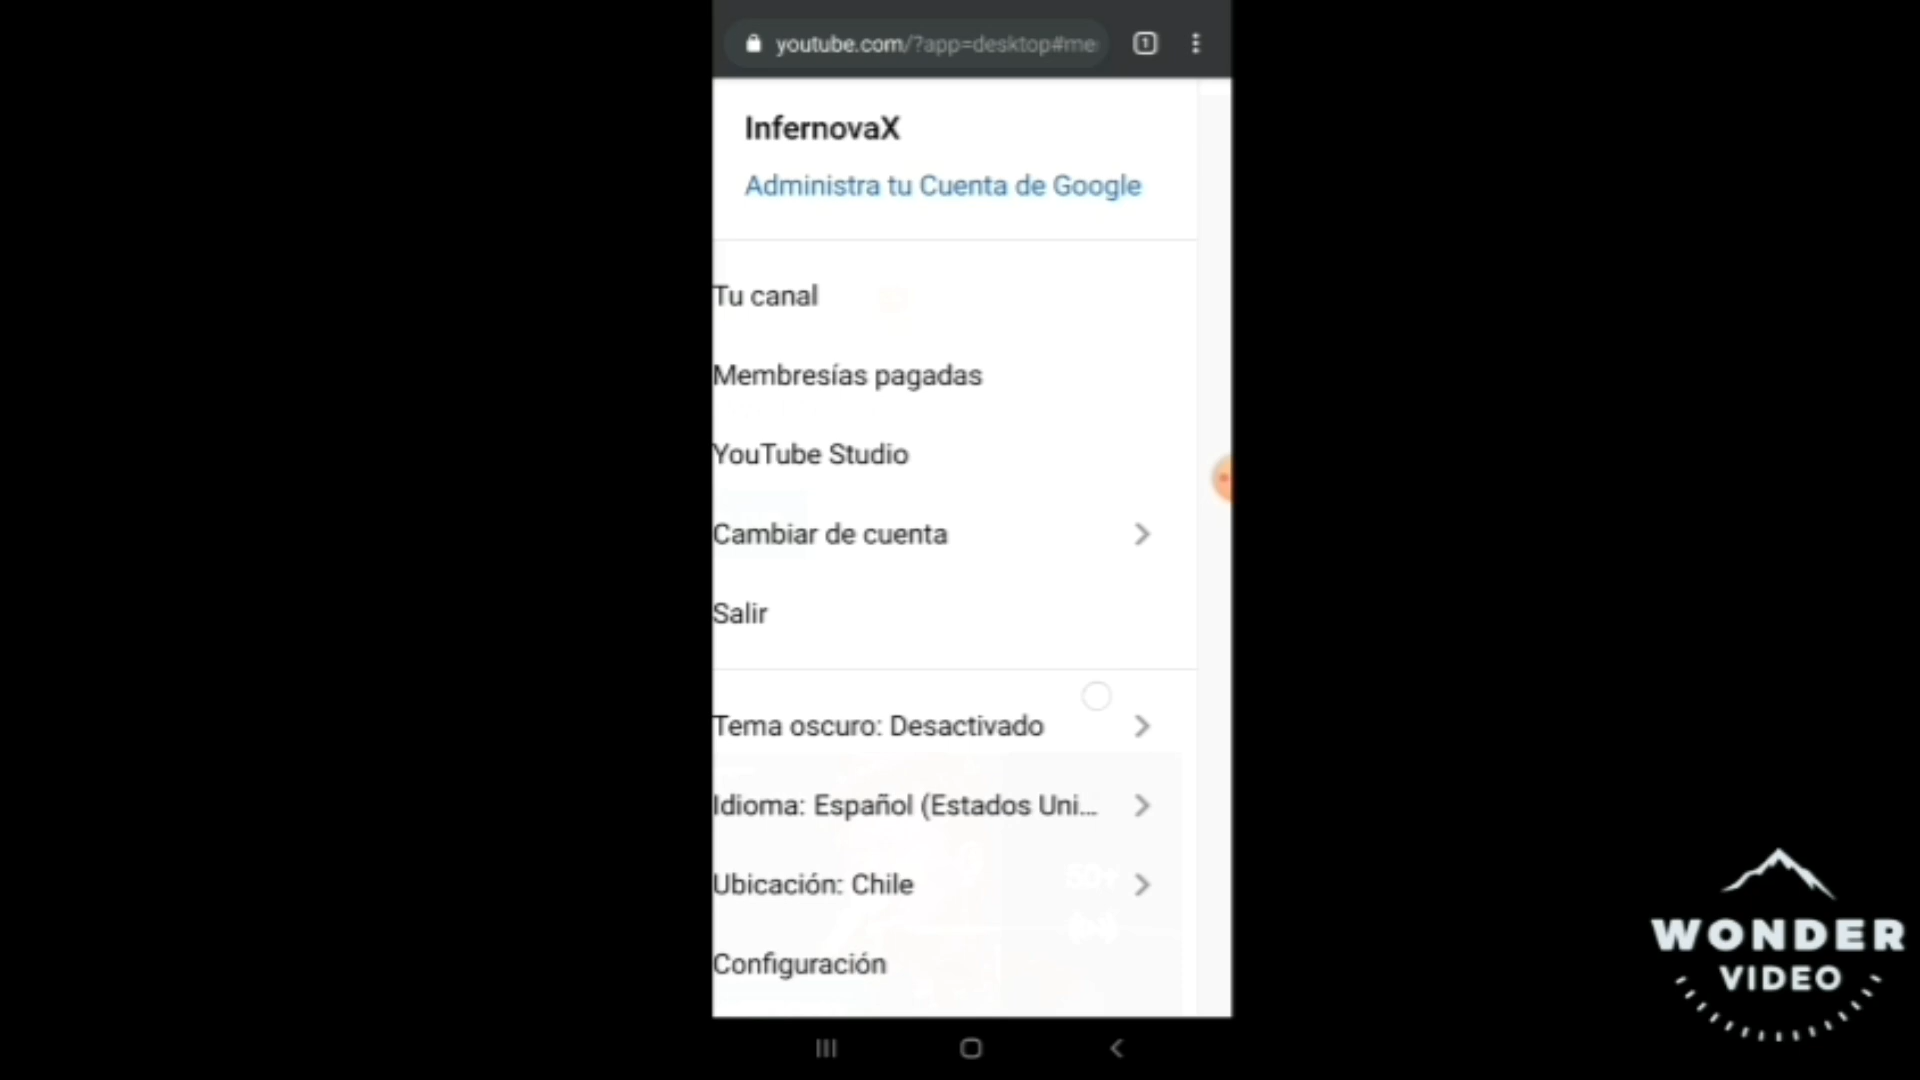 youtube.com/?app=desktop#me
1
InfernovaX
Administra tu Cuenta de Google
Tu canal
Membresías pagadas
YouTube Studio
Cambiar de cuenta
Salir
Tema oscuro: Desactivado
Idioma: Español (Estados Uni...
Ubicación: Chile
Configuración
WONDER
VIDEO